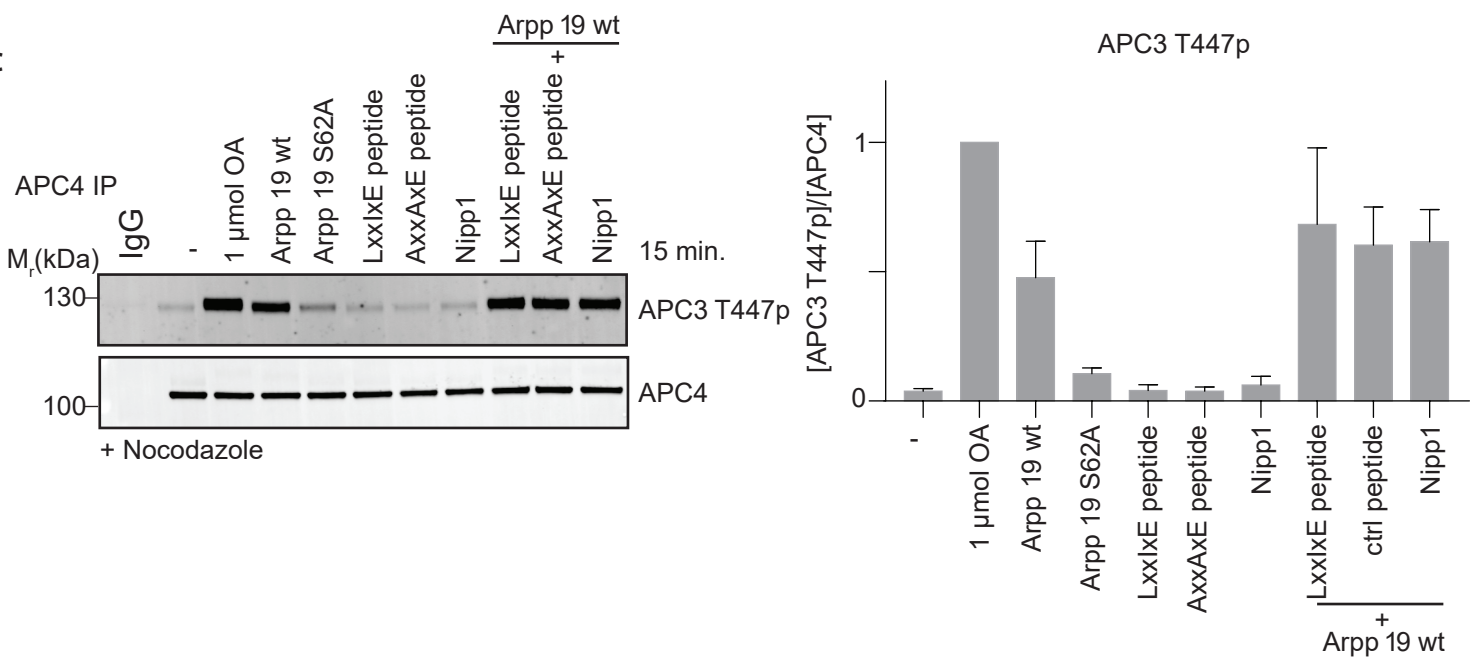 :
Arpp 19 wt
+
APC4 IP
IgG
-
1 µmol OA
Arpp 19 wt
Arpp 19 S62A
LxxIxE peptide
AxxAxE peptide
Nipp1
LxxIxE peptide
AxxAxE peptide
Nipp1
15 min.
Mr(kDa)
130
APC3 T447p
100
APC4
+ Nocodazole
APC3 T447p
[APC3 T447p]/[APC4]
1
0
-
1 µmol OA
Arpp 19 wt
Arpp 19 S62A
LxxIxE peptide
AxxAxE peptide
Nipp1
LxxIxE peptide
ctrl peptide
Nipp1
+
Arpp 19 wt